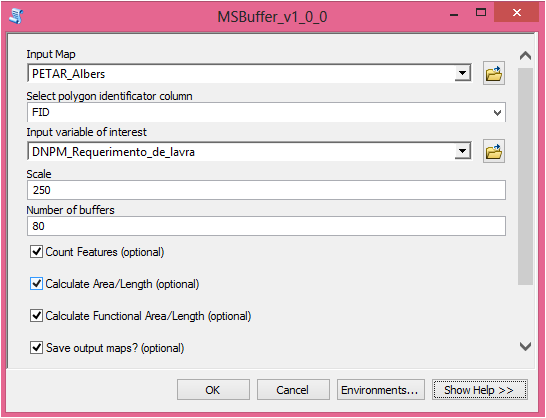 MSBuffer_v1_0_0
Input Map
PETAR_Albers
Select polygon identificator column
FID
Input variable of interest
DNPM_Requerimento_de_lavra
Scale
250
Number of buffers
80
Count Features (optional)
Calculate Area/Length (optional)
Calculate Functional Area/Length (optional)
Save output maps? (optional)
OK Cancel Environments... Show Help >>